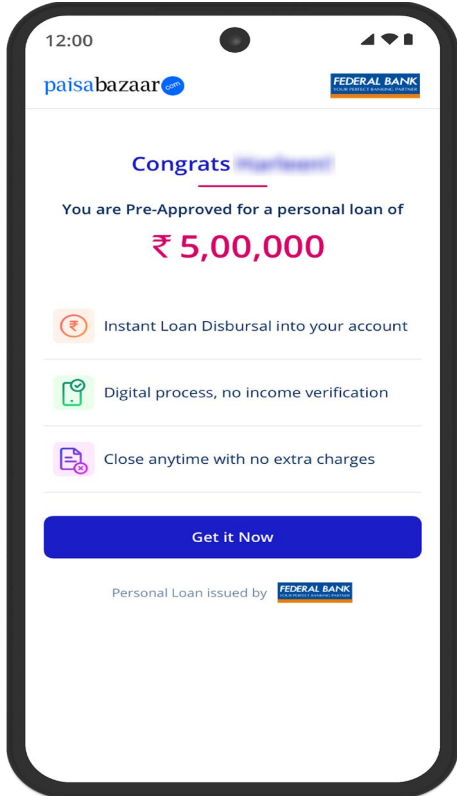 12:00
paisabazaar.com
FEDERAL BANK
YOUR PERFECT BANKING PARTNER
Congrats
You are Pre-Approved for a personal loan of
₹ 5,00,000
₹
Instant Loan Disbursal into your account
Digital process, no income verification
Close anytime with no extra charges
Get it Now
Personal Loan issued by FEDERAL BANK
YOUR PERFECT BANKING PARTNER